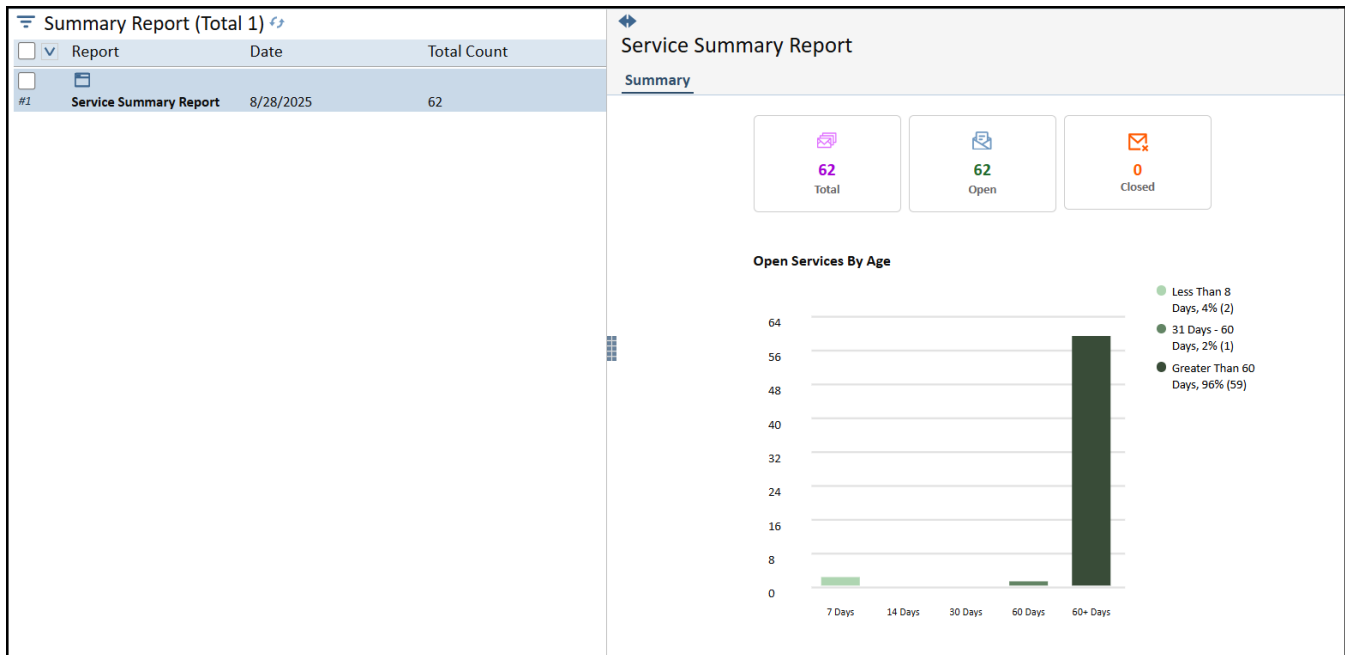 Summary Report (Total 1)
Report Date Total Count
#1 Service Summary Report 8/28/2025 62
Service Summary Report
Summary
62
Total
62
Open
0
Closed
Open Services By Age
64
56
48
40
32
24
16
8
0
7 Days 14 Days 30 Days 60 Days 60+ Days
Less Than 8
Days, 4% (2)
31 Days - 60
Days, 2% (1)
Greater Than 60
Days, 96% (59)